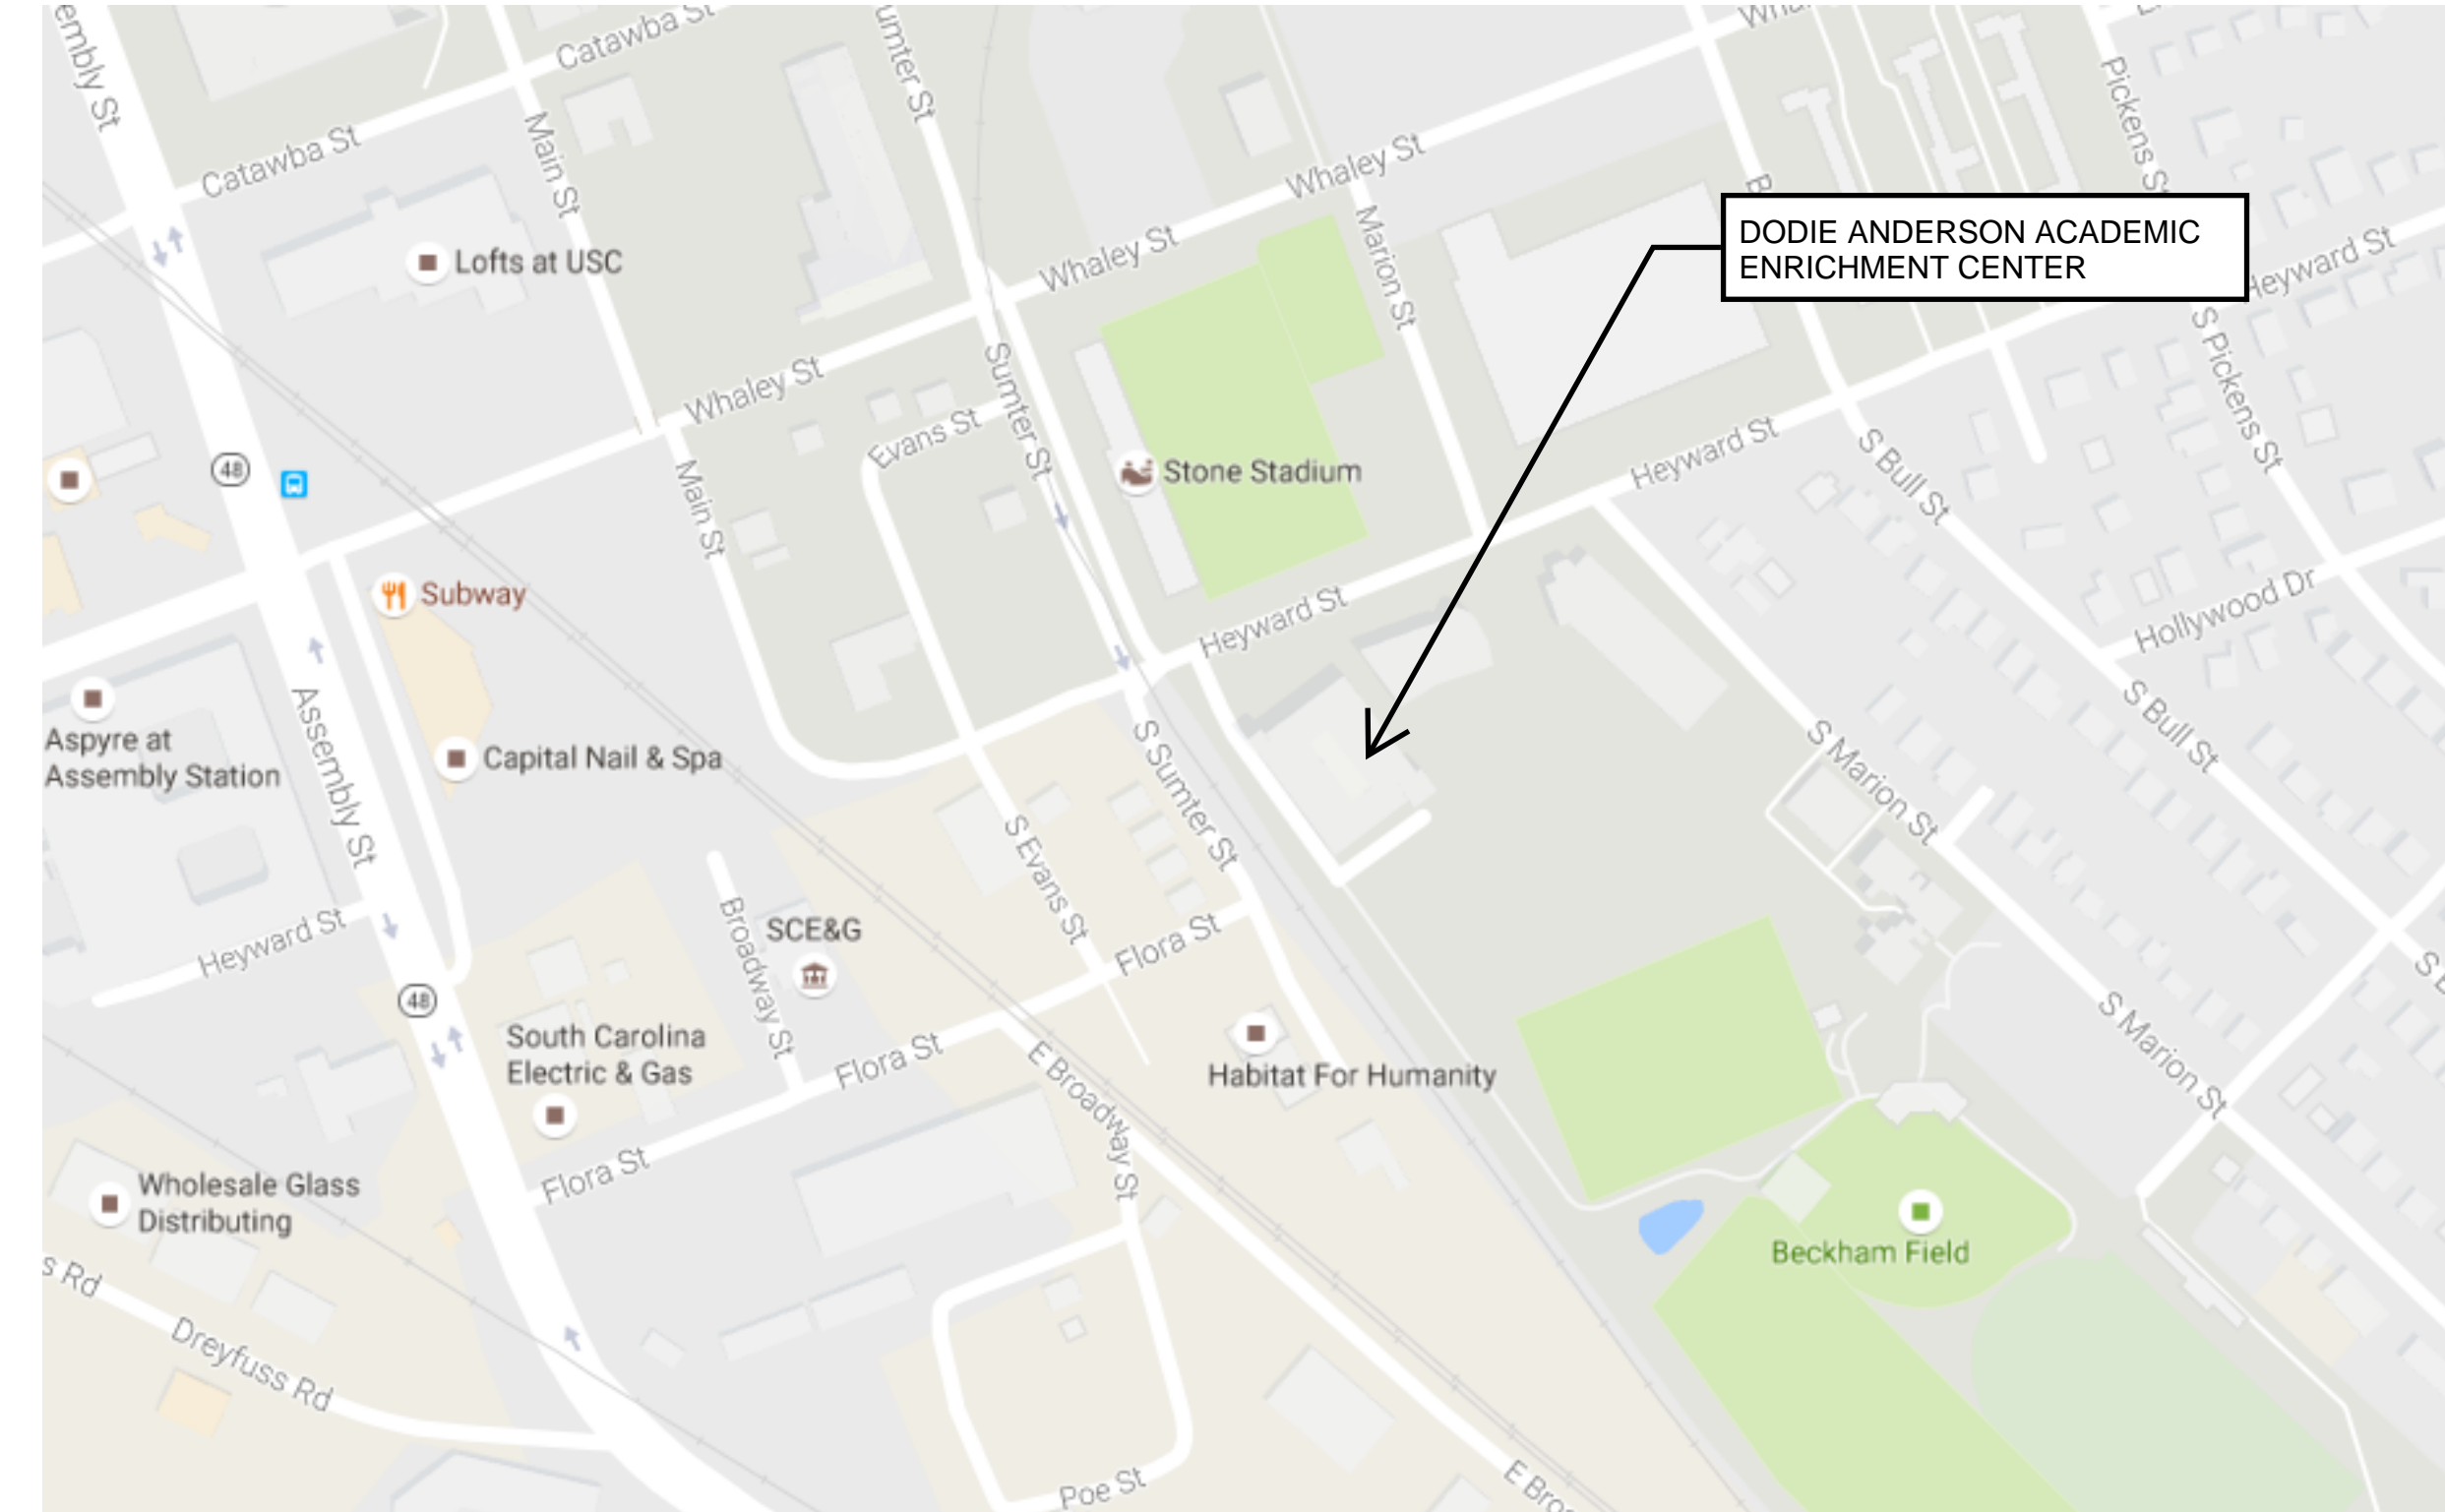 Catawba St
Catawba St
Main St
Whaley St
Whaley St
Whaley St
Marion St
Lofts at USC
DODIE ANDERSON ACADEMIC
ENRICHMENT CENTER
Heyward St
Evans St
Sumter St
Main St
48
Stone Stadium
Heyward St
S Bull St
S Pickens St
Subway
Heyward St
Hollywood Dr
Aspyre at
Assembly Station
Assembly St
Capital Nail & Spa
S Sumter St
S Marion St
S Bull St
S Evans St
Heyward St
Broadway St
SCE&G
Flora St
48
South Carolina
Electric & Gas
Flora St
E Broadway St
Habitat For Humanity
S Marion St
Flora St
Wholesale Glass
Distributing
Beckham Field
Dreyfuss Rd
Poe St